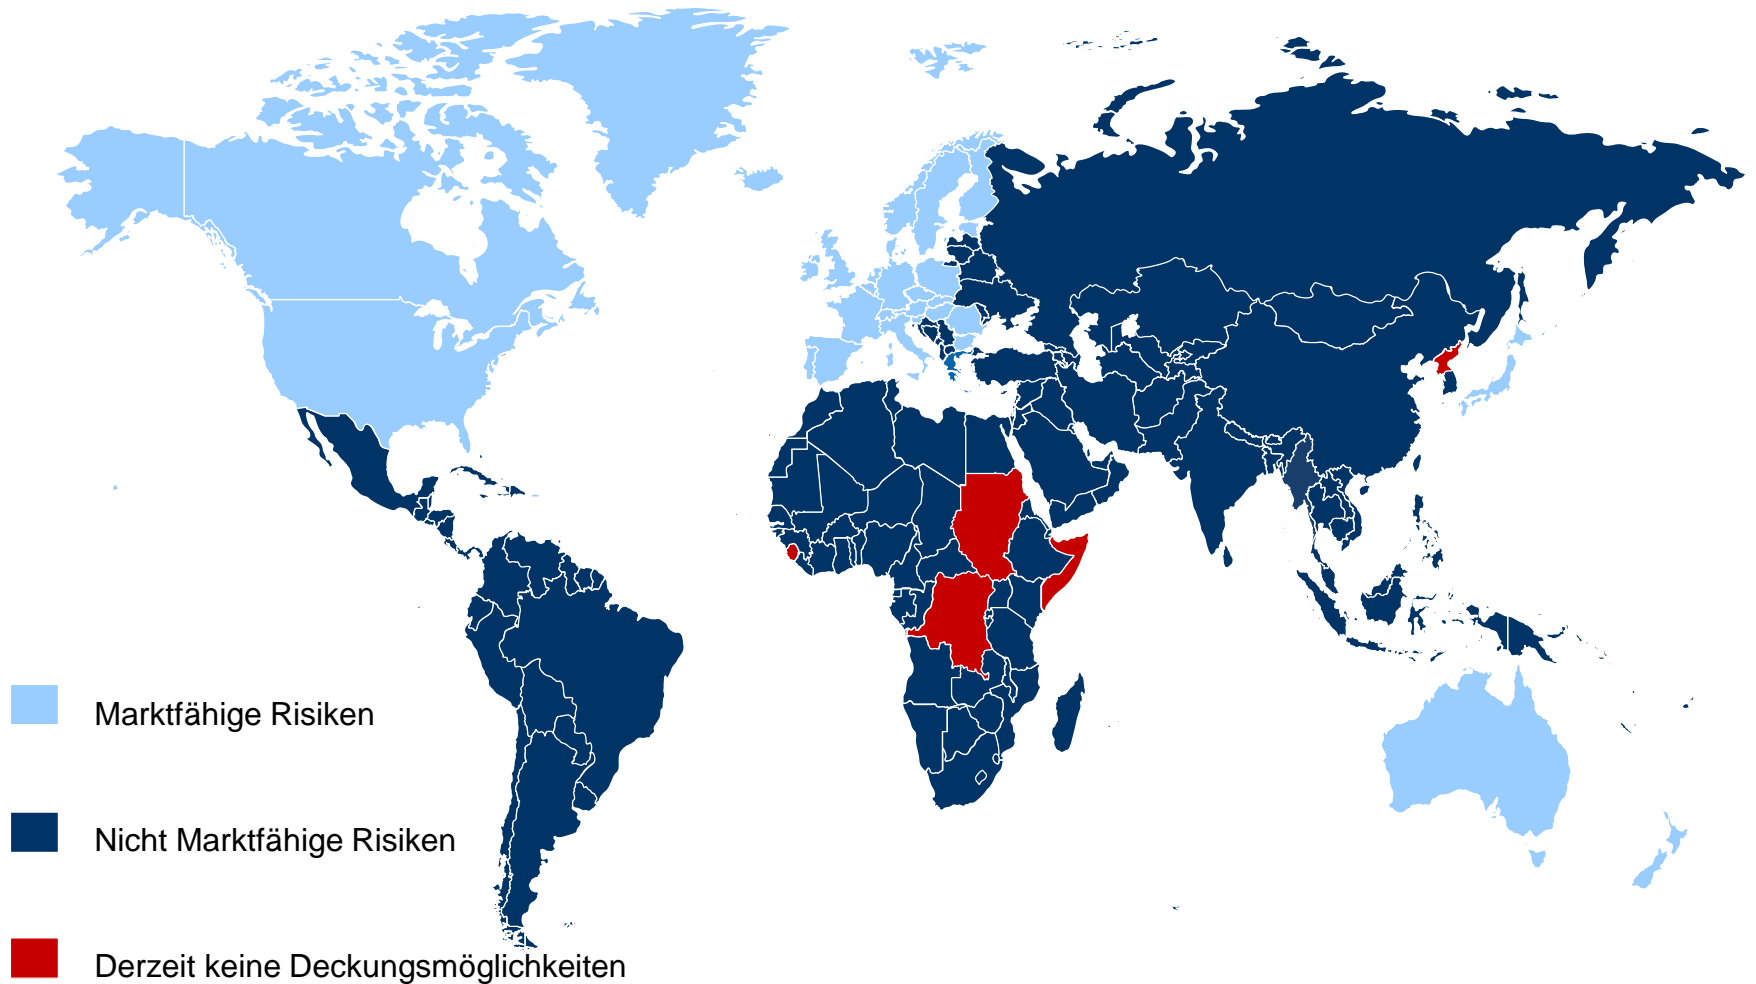 Marktfähige Risiken
Nicht Marktfähige Risiken
Derzeit keine Deckungsmöglichkeiten